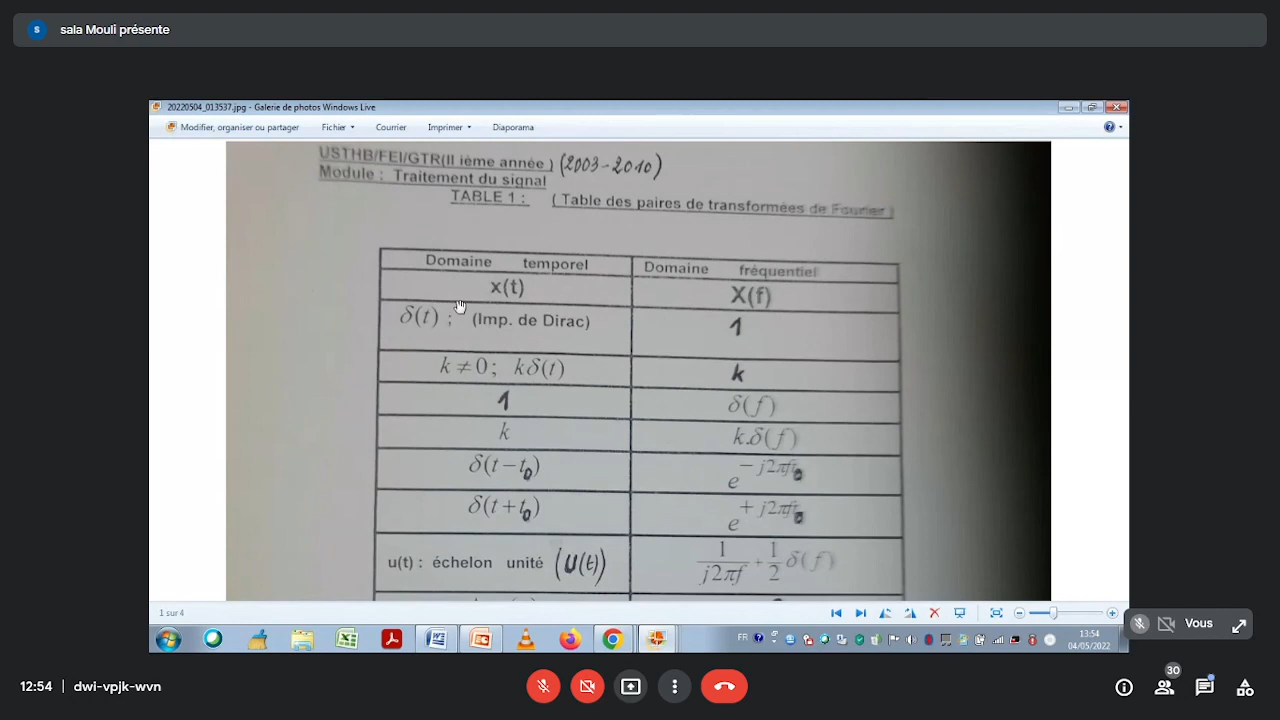 S
sala Mouli présente
20220504_013537.jpg - Galerie de photos Windows Live
Modifier, organiser ou partager Fichier Courrier Imprimer Diaporama
USTHB/FEI/GTR(II ième année ) (2003-2010)
Module : Traitement du signal
TABLE 1 : ( Table des paires de transformées de Fourier )
Domaine temporel Domaine fréquentiel
x(t) X(f)
δ(t) ; (Imp. de Dirac) 1
k ≠ 0 ; kδ(t) k
1 δ(f)
k k.δ(f)
δ(t − t₀) e^(− j2πft₀)
δ(t + t₀) e^(+ j2πft₀)
u(t) : échelon unité (U(t)) 1/(j2πf) + 1/2 δ(f)
1 sur 4
FR
13:54
04/05/2022
Vous
12:54 | dwi-vpjk-wvn
30